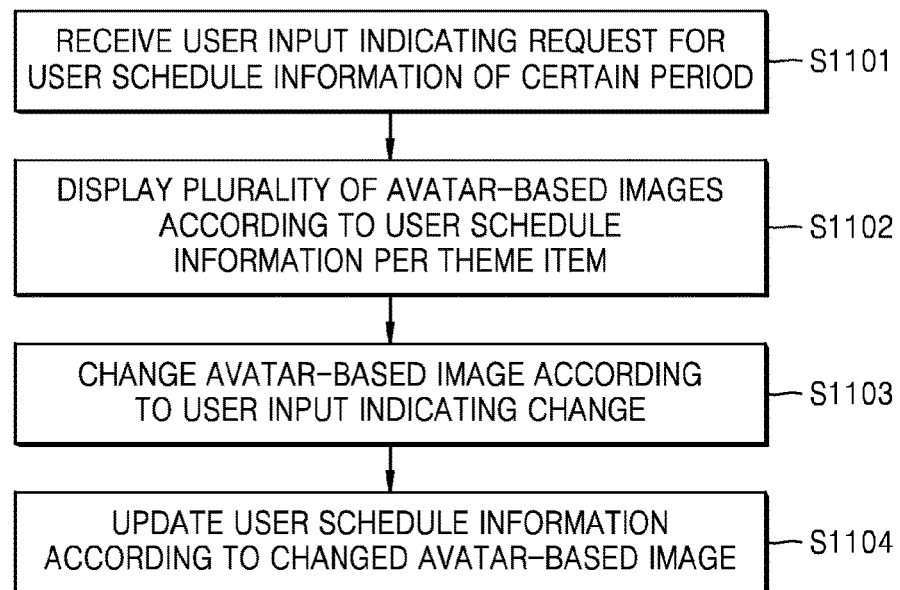 RECEIVE USER INPUT INDICATING REQUEST FOR
USER SCHEDULE INFORMATION OF CERTAIN PERIOD
S1101
DISPLAY PLURALITY OF AVATAR-BASED IMAGES
ACCORDING TO USER SCHEDULE
INFORMATION PER THEME ITEM
S1102
CHANGE AVATAR-BASED IMAGE ACCORDING
TO USER INPUT INDICATING CHANGE
S1103
UPDATE USER SCHEDULE INFORMATION
ACCORDING TO CHANGED AVATAR-BASED IMAGE
S1104